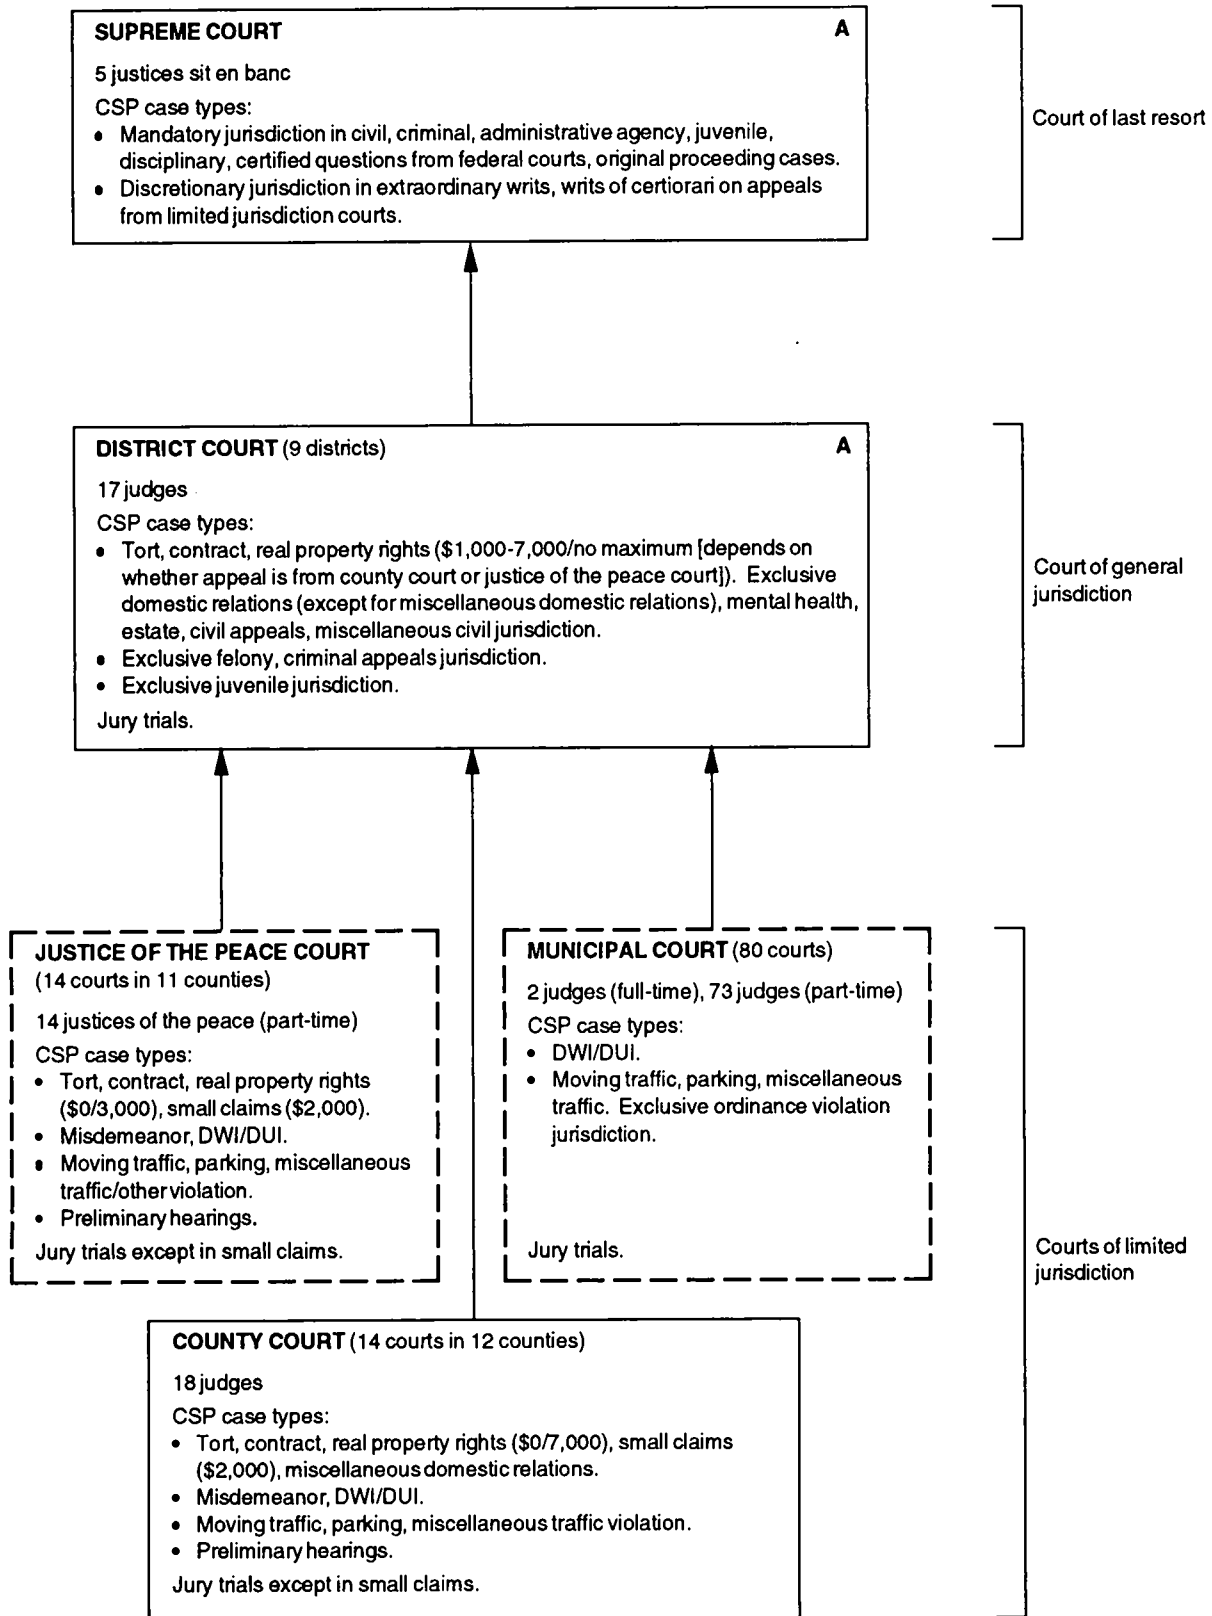 SUPREME COURT A
5 justices sit en banc
CSP case types:
• Mandatory jurisdiction in civil, criminal, administrative agency, juvenile,
disciplinary, certified questions from federal courts, original proceeding cases.
• Discretionary jurisdiction in extraordinary writs, writs of certiorari on appeals
from limited jurisdiction courts.
Court of last resort
DISTRICT COURT (9 districts) A
17 judges
CSP case types:
• Tort, contract, real property rights ($1,000-7,000/no maximum [depends on
whether appeal is from county court or justice of the peace court]). Exclusive
domestic relations (except for miscellaneous domestic relations), mental health,
estate, civil appeals, miscellaneous civil jurisdiction.
• Exclusive felony, criminal appeals jurisdiction.
• Exclusive juvenile jurisdiction.
Jury trials.
Court of general
jurisdiction
JUSTICE OF THE PEACE COURT
(14 courts in 11 counties)
14 justices of the peace (part-time)
CSP case types:
• Tort, contract, real property rights
($0/3,000), small claims ($2,000).
• Misdemeanor, DWI/DUI.
• Moving traffic, parking, miscellaneous
traffic/other violation.
• Preliminary hearings.
Jury trials except in small claims.
MUNICIPAL COURT (80 courts)
2 judges (full-time), 73 judges (part-time)
CSP case types:
• DWI/DUI.
• Moving traffic, parking, miscellaneous
traffic. Exclusive ordinance violation
jurisdiction.
Jury trials.
Courts of limited
jurisdiction
COUNTY COURT (14 courts in 12 counties)
18 judges
CSP case types:
• Tort, contract, real property rights ($0/7,000), small claims
($2,000), miscellaneous domestic relations.
• Misdemeanor, DWI/DUI.
• Moving traffic, parking, miscellaneous traffic violation.
• Preliminary hearings.
Jury trials except in small claims.